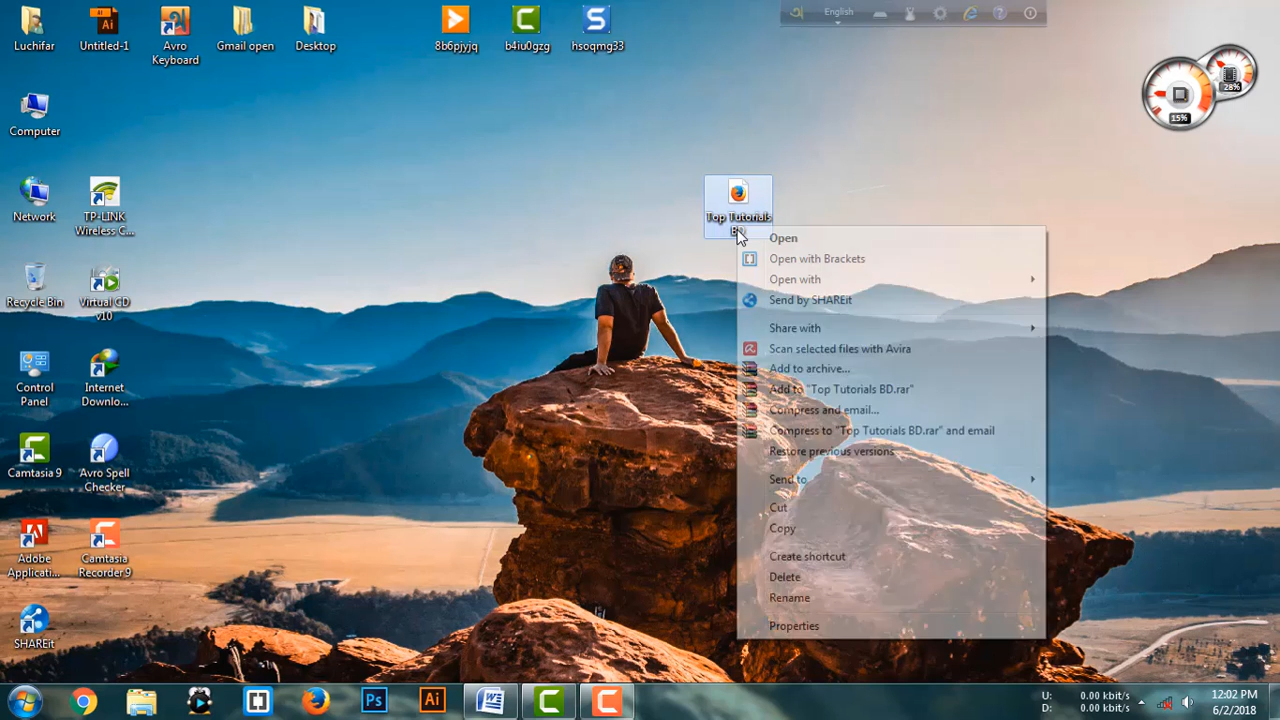 Luchifar
Untitled-1
Avro
Keyboard
Gmail open
Desktop
8b6pjyjq
b4iu0gzg
hsoqmg33
English
28%
15%
Computer
Network
TP-LINK
Wireless C...
Top Tutorials
BD
Recycle Bin
Virtual CD
v10
Control
Panel
Internet
Downlo...
Camtasia 9
Avro Spell
Checker
Adobe
Applicati...
Camtasia
Recorder 9
SHAREit
Open
Open with Brackets
Open with
Send by SHAREit
Share with
Scan selected files with Avira
Add to archive...
Add to "Top Tutorials BD.rar"
Compress and email...
Compress to "Top Tutorials BD.rar" and email
Restore previous versions
Send to
Cut
Copy
Create shortcut
Delete
Rename
Properties
Ps
Ai
U: 0.00 kbit/s
D: 0.00 kbit/s
12:02 PM
6/2/2018